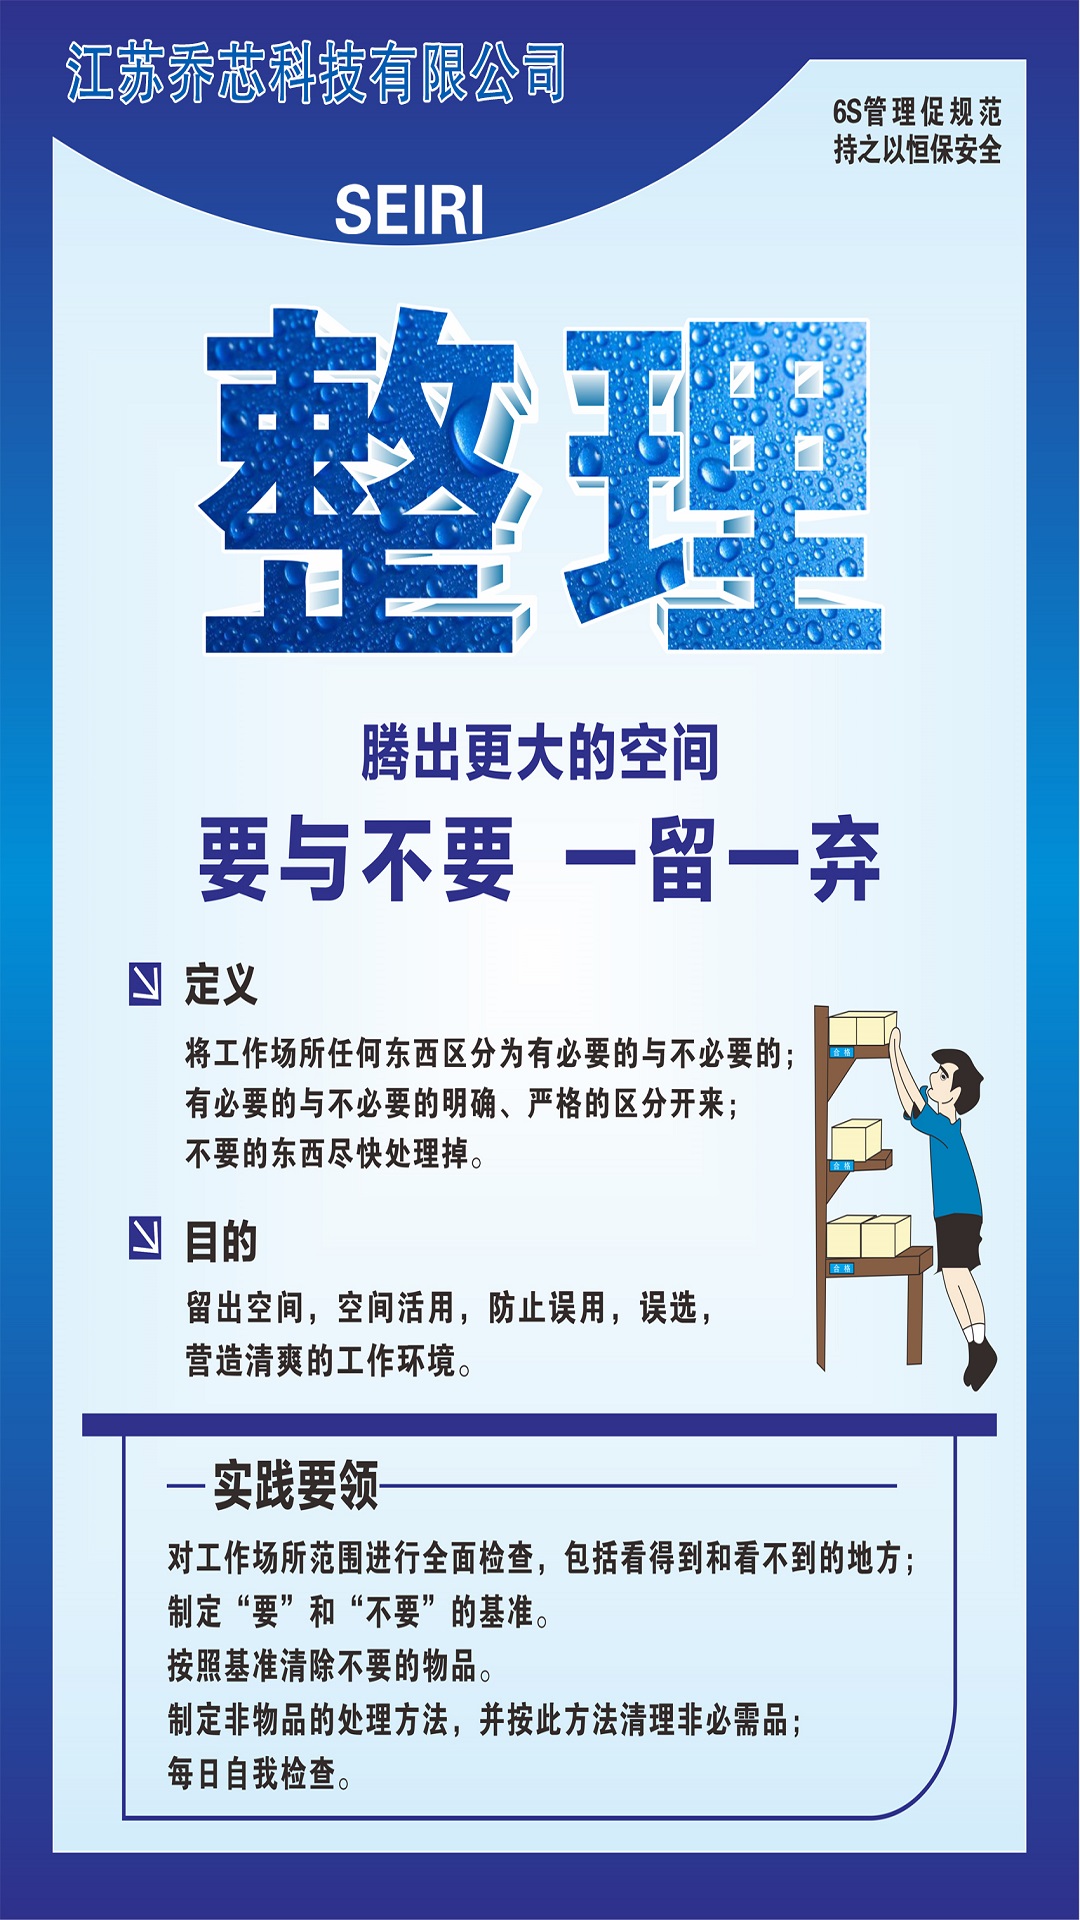 江苏乔芯科技有限公司
6S管理促规范
持之以恒保安全
SEIRI
整理
腾出更大的空间
要与不要 一留一弃
定义
将工作场所任何东西区分为有必要的与不必要的；
有必要的与不必要的明确、严格的区分开来；
不要的东西尽快处理掉。
合格
合格
合格
目的
留出空间，空间活用，防止误用，误选，
营造清爽的工作环境。
实践要领
对工作场所范围进行全面检查，包括看得到和看不到的地方；
制定“要”和“不要”的基准。
按照基准清除不要的物品。
制定非物品的处理方法，并按此方法清理非必需品；
每日自我检查。